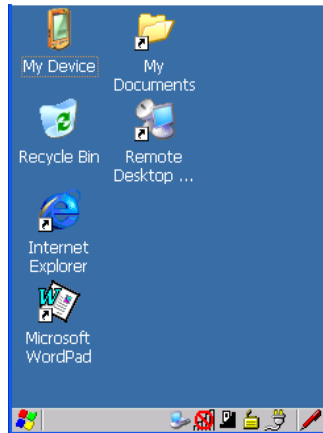 My Device
My
Documents
Recycle Bin
Remote
Desktop ...
Internet
Explorer
Microsoft
WordPad